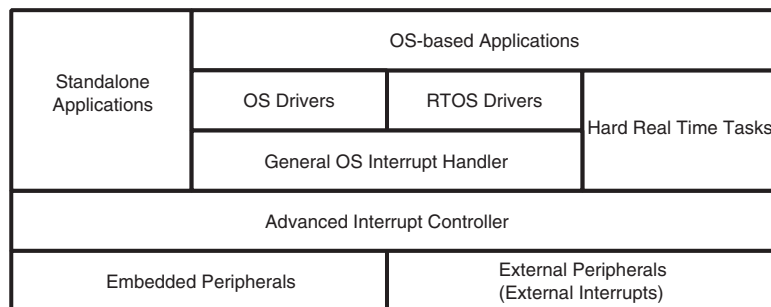 OS-based Applications
Standalone
Applications
OS Drivers
RTOS Drivers
Hard Real Time Tasks
General OS Interrupt Handler
Advanced Interrupt Controller
Embedded Peripherals
External Peripherals
(External Interrupts)